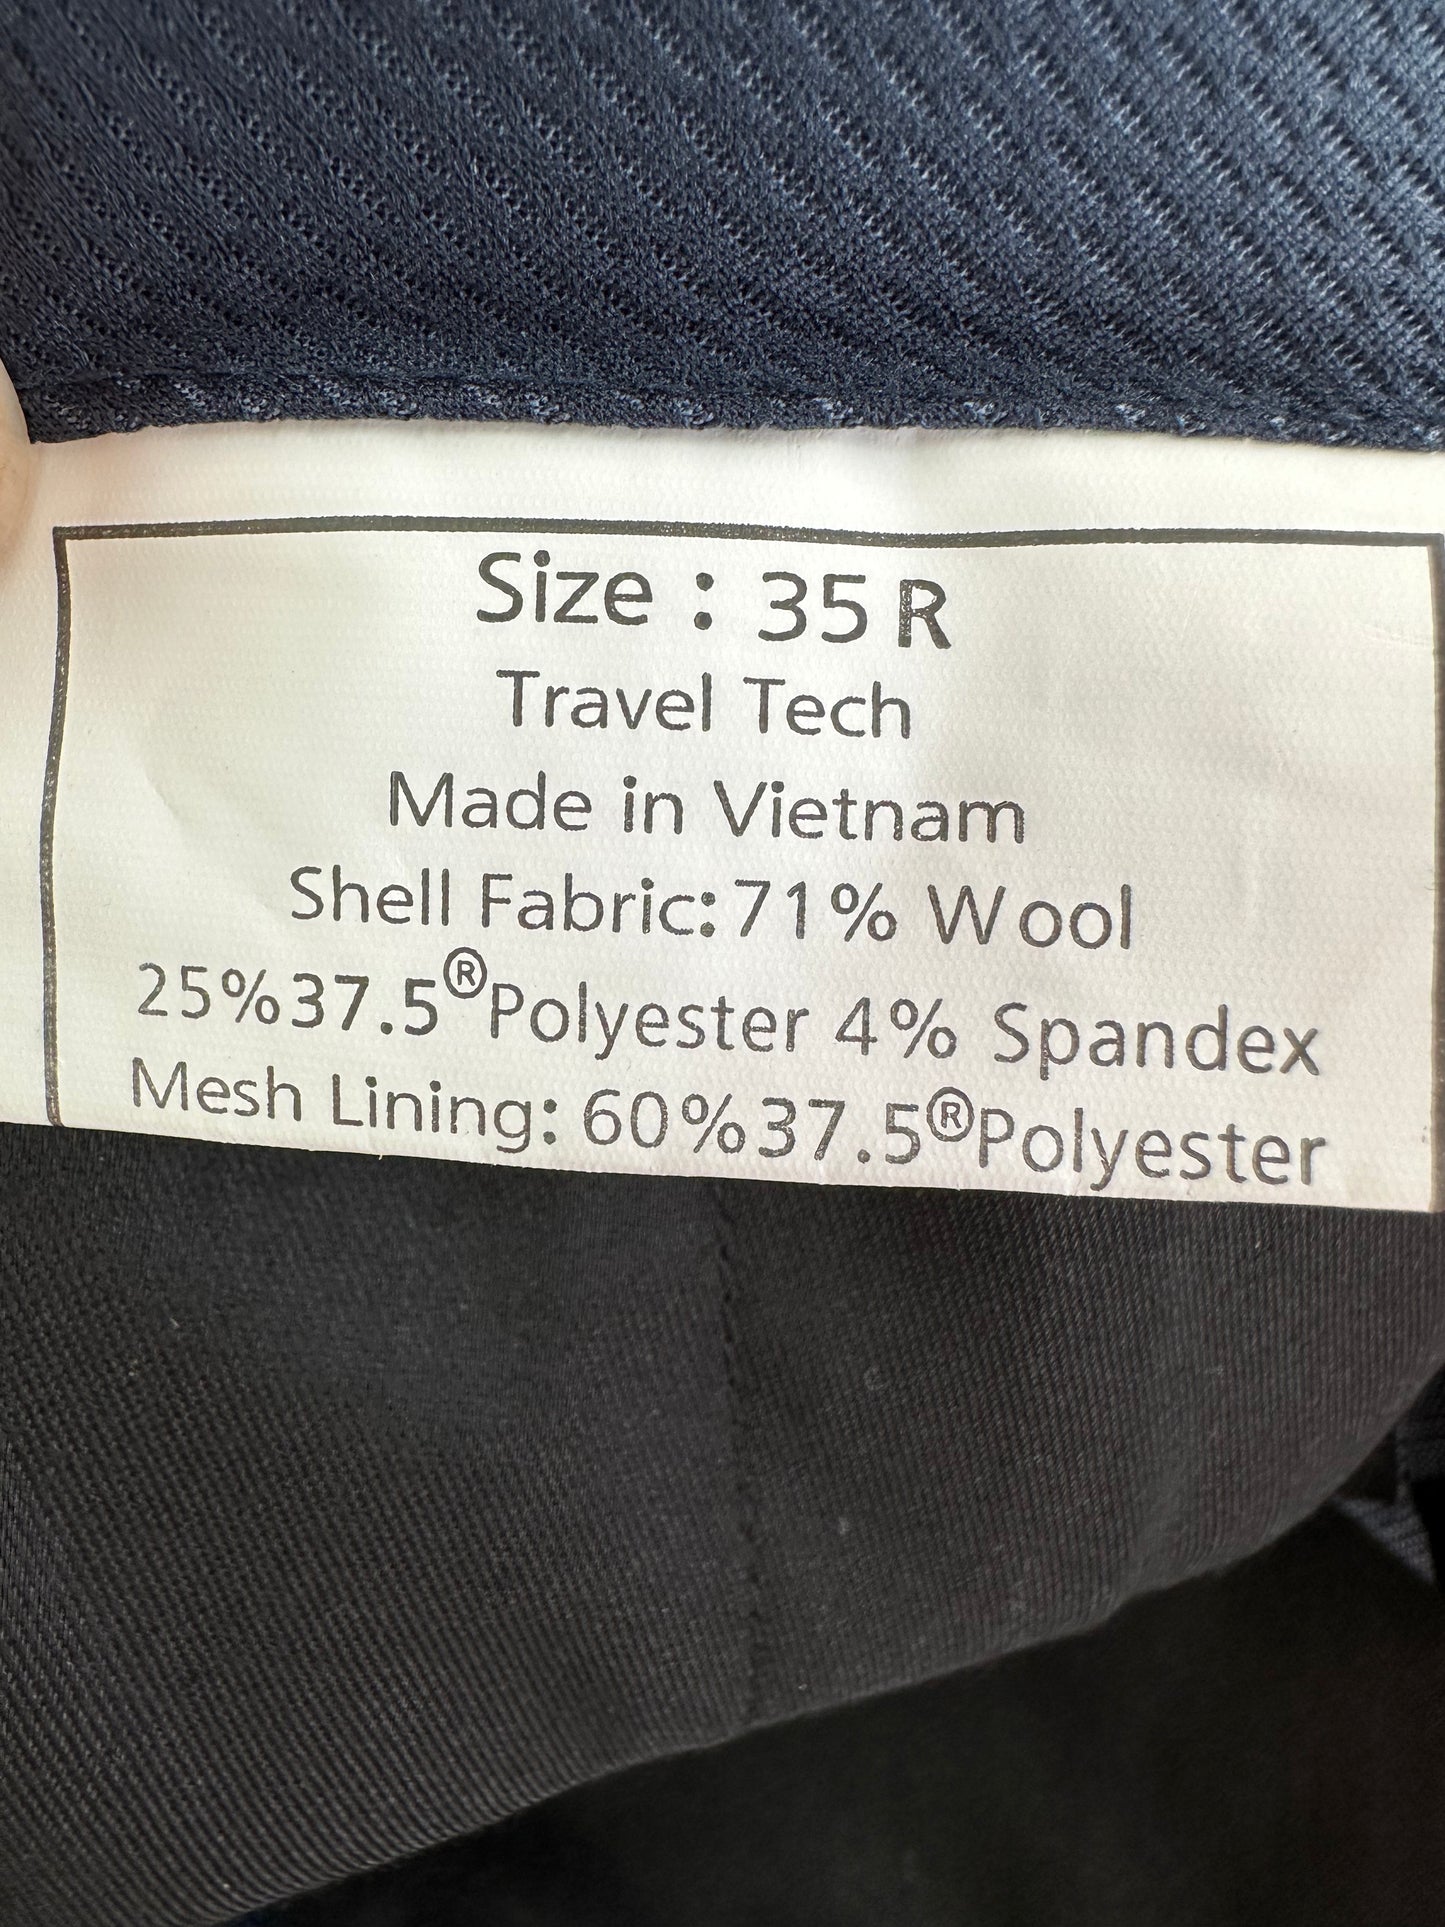 Size : 35 R
Travel Tech
Made in Vietnam
Shell Fabric: 71% Wool
25%37.5®Polyester 4% Spandex
Mesh Lining: 60%37.5®Polyester